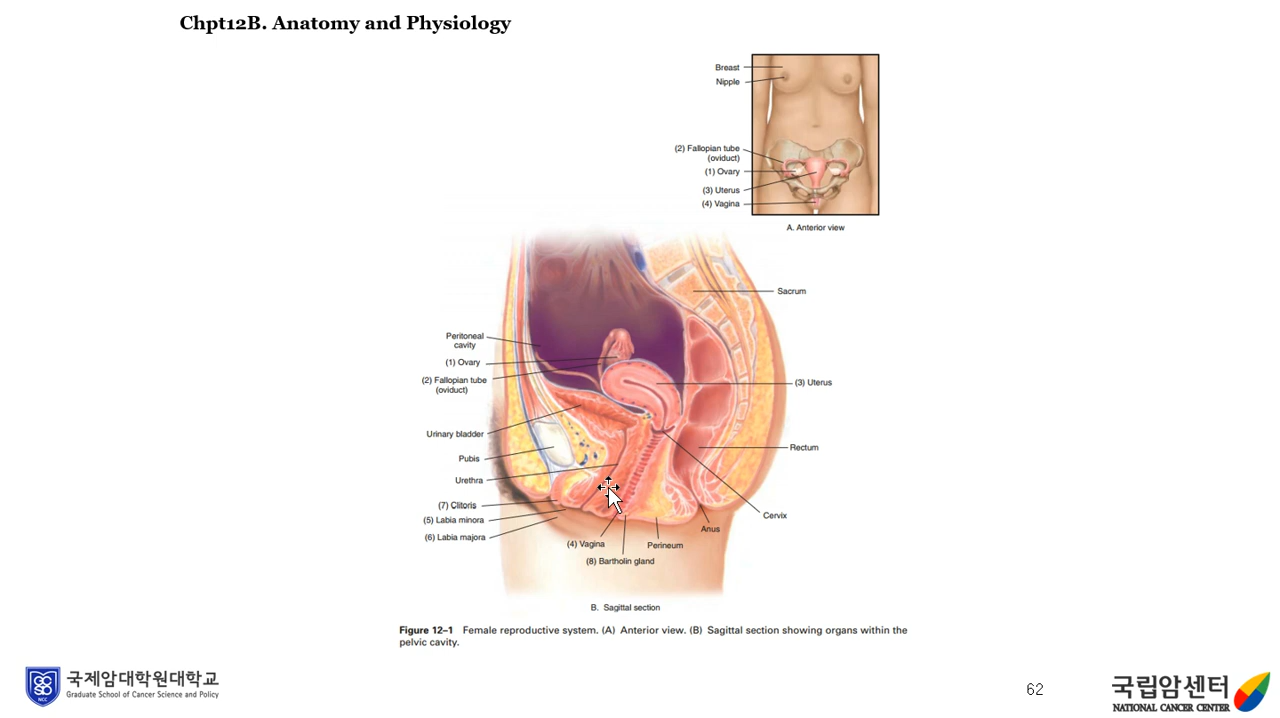 Chpt12B. Anatomy and Physiology
Breast
Nipple
(2) Fallopian tube
(oviduct)
(1) Ovary
(3) Uterus
(4) Vagina
A. Anterior view
Sacrum
Peritoneal
cavity
(1) Ovary
(2) Fallopian tube
(oviduct)
(3) Uterus
Urinary bladder
Rectum
Pubis
Urethra
(7) Clitoris
(5) Labia minora
(6) Labia majora
Cervix
Anus
(4) Vagina
Perineum
(8) Bartholin gland
B. Sagittal section
Figure 12–1 Female reproductive system. (A) Anterior view. (B) Sagittal section showing organs within the
pelvic cavity.
NCC
국제암대학원대학교
Graduate School of Cancer Science and Policy
62
국립암센터
NATIONAL CANCER CENTER